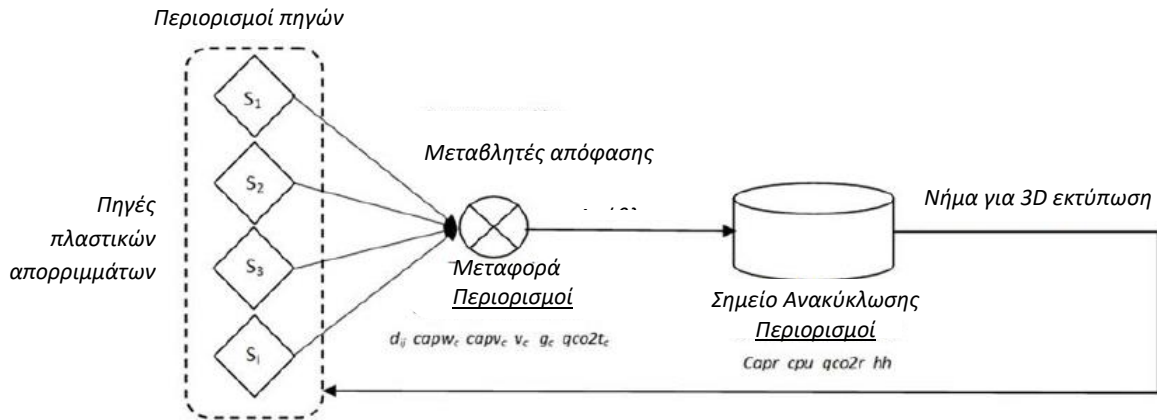 Περιορισμοί πηγών
S1
S2
S3
Si
Πηγές
πλαστικών
απορριμμάτων
Μεταβλητές απόφασης
Μεταφορά
Περιορισμοί
dij capwc capvc vc gc qco2tc
Σημείο Ανακύκλωσης
Περιορισμοί
Capr cpu qco2r hh
Νήμα για 3D εκτύπωση